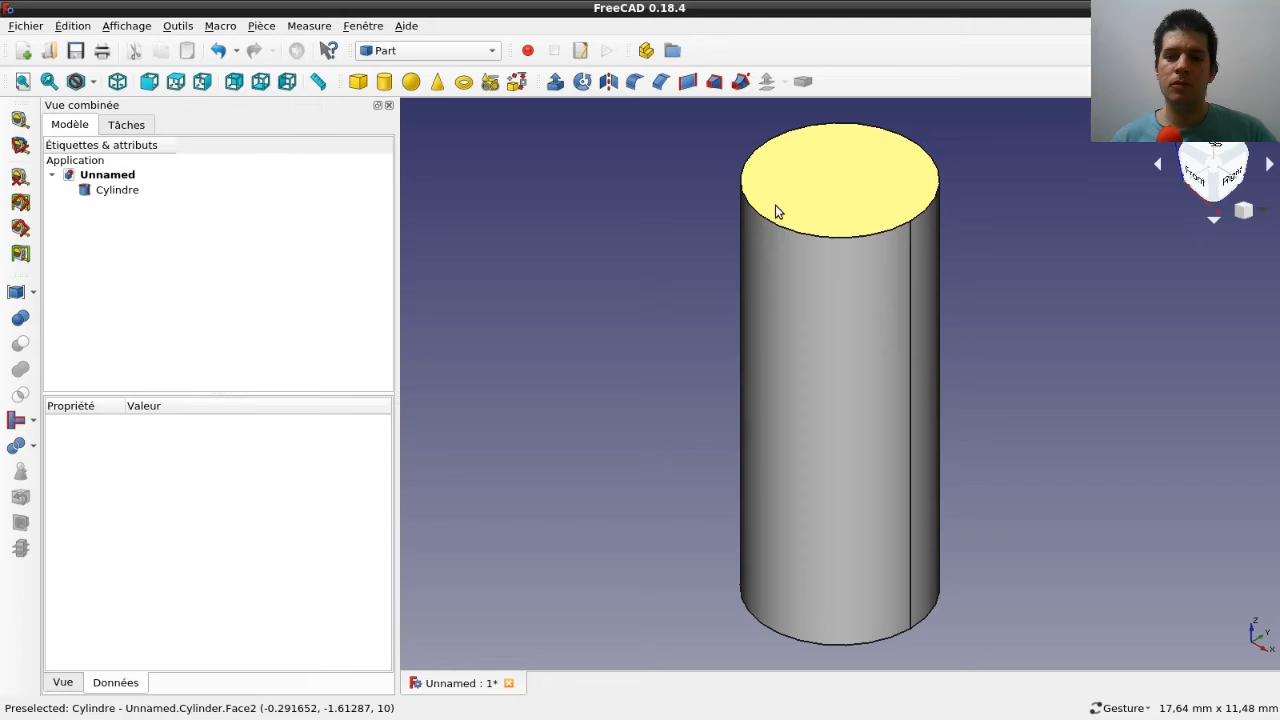 FreeCAD 0.18.4
Fichier Édition Affichage Outils Macro Pièce Measure Fenêtre Aide
Part
Vue combinée
Modèle Tâches
Étiquettes & attributs
Application
Unnamed
Cylindre
Front Right
Propriété Valeur
Z
Y
X
Vue Données
Unnamed : 1*
Preselected: Cylindre - Unnamed.Cylinder.Face2 (-0.291652, -1.61287, 10)
Gesture 17,64 mm x 11,48 mm